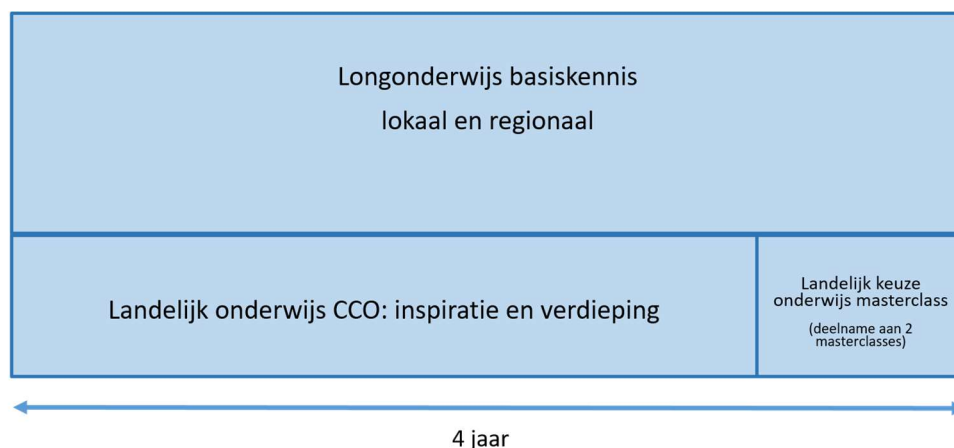 Longonderwijs basiskennis
lokaal en regionaal
Landelijk onderwijs CCO: inspiratie en verdieping
Landelijk keuze
onderwijs masterclass
(deelname aan 2
masterclasses)
4 jaar